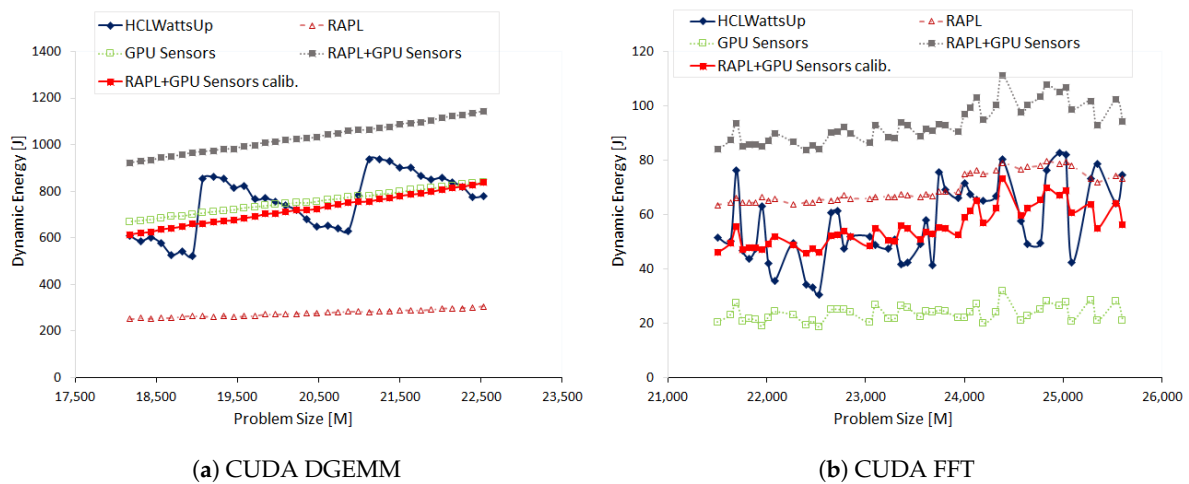 HCLWattsUp RAPL
GPU Sensors RAPL+GPU Sensors
RAPL+GPU Sensors calib.
1400
1200
1000
800
600
400
200
0
Dynamic Energy [J]
17,500 18,500 19,500 20,500 21,500 22,500 23,500
Problem Size [M]
(a) CUDA DGEMM
HCLWattsUp RAPL
GPU Sensors RAPL+GPU Sensors
RAPL+GPU Sensors calib.
120
100
80
60
40
20
0
Dynamic Energy [J]
21,000 22,000 23,000 24,000 25,000 26,000
Problem Size [M]
(b) CUDA FFT